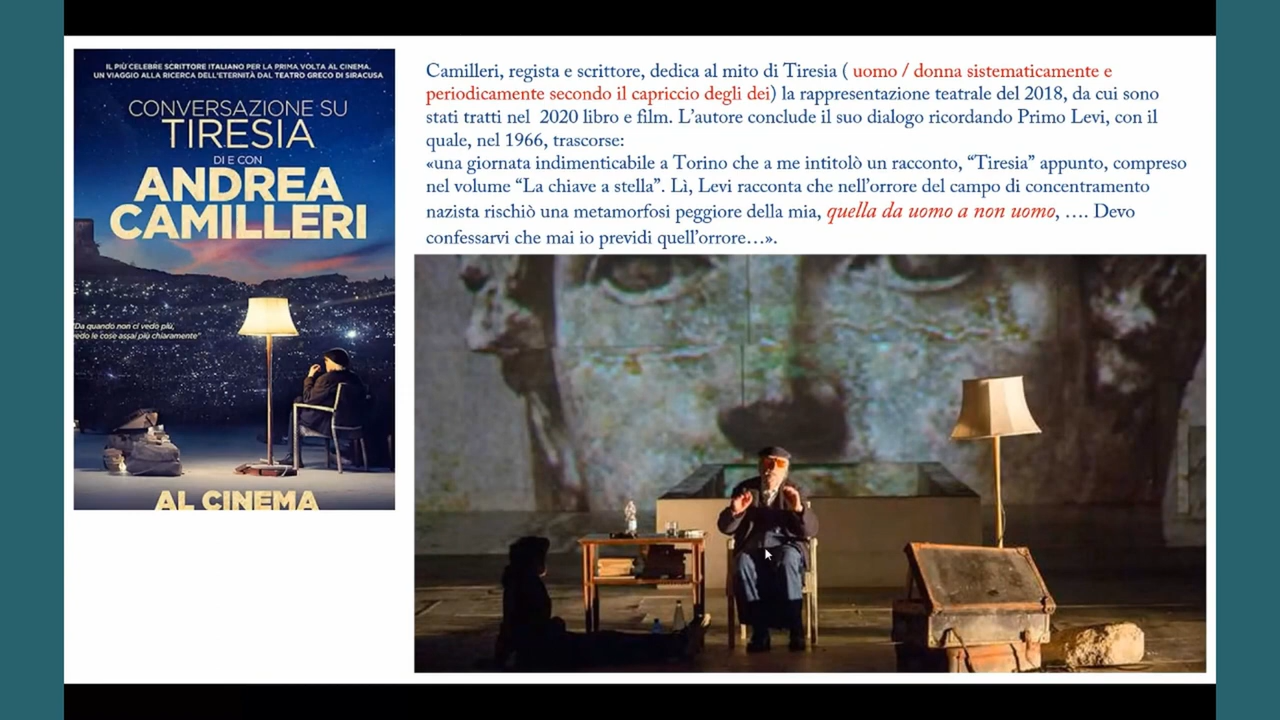 IL PIÙ CELEBRE SCRITTORE ITALIANO PER LA PRIMA VOLTA AL CINEMA.
UN VIAGGIO ALLA RICERCA DELL'ETERNITÀ DAL TEATRO GRECO DI SIRACUSA
CONVERSAZIONE SU
TIRESIA
DI E CON
ANDREA
CAMILLERI
"Da quando non ci vedo più,
edo le cose assai più chiaramente"
AL CINEMA
Camilleri, regista e scrittore, dedica al mito di Tiresia ( uomo / donna sistematicamente e
periodicamente secondo il capriccio degli dei) la rappresentazione teatrale del 2018, da cui sono
stati tratti nel 2020 libro e film. L'autore conclude il suo dialogo ricordando Primo Levi, con il
quale, nel 1966, trascorse:
«una giornata indimenticabile a Torino che a me intitolò un racconto, "Tiresia" appunto, compreso
nel volume "La chiave a stella". Lì, Levi racconta che nell'orrore del campo di concentramento
nazista rischiò una metamorfosi peggiore della mia, quella da uomo a non uomo, …. Devo
confessarvi che mai io previdi quell'orrore…».